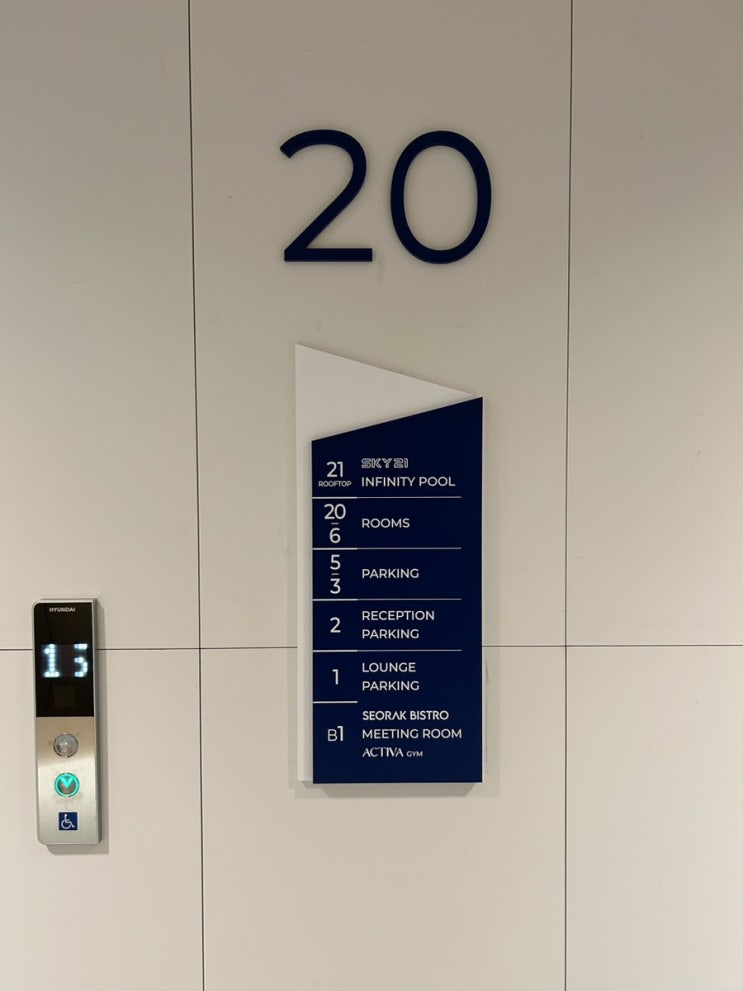 20
21
ROOFTOP
SKY21
INFINITY POOL
20
6
ROOMS
5
3
PARKING
2
RECEPTION
PARKING
1
LOUNGE
PARKING
B1
SEORAK BISTRO
MEETING ROOM
ACTIVA GYM
HYUNDAI
13